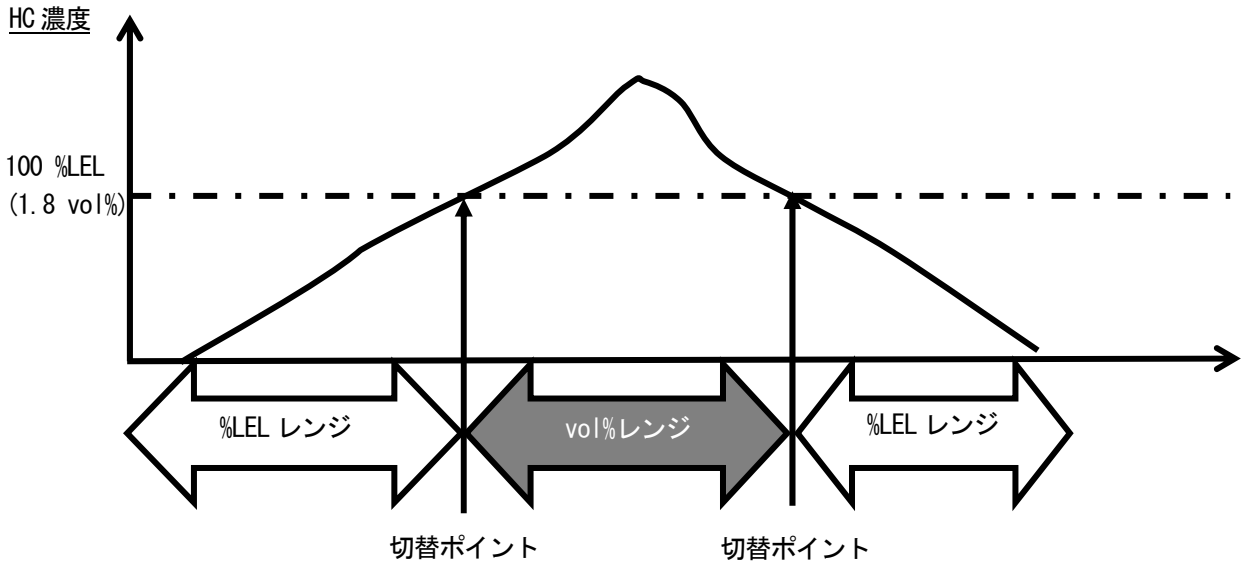 HC 濃度
100 %LEL
(1.8 vol%)
%LEL レンジ
vol%レンジ
%LEL レンジ
切替ポイント
切替ポイント